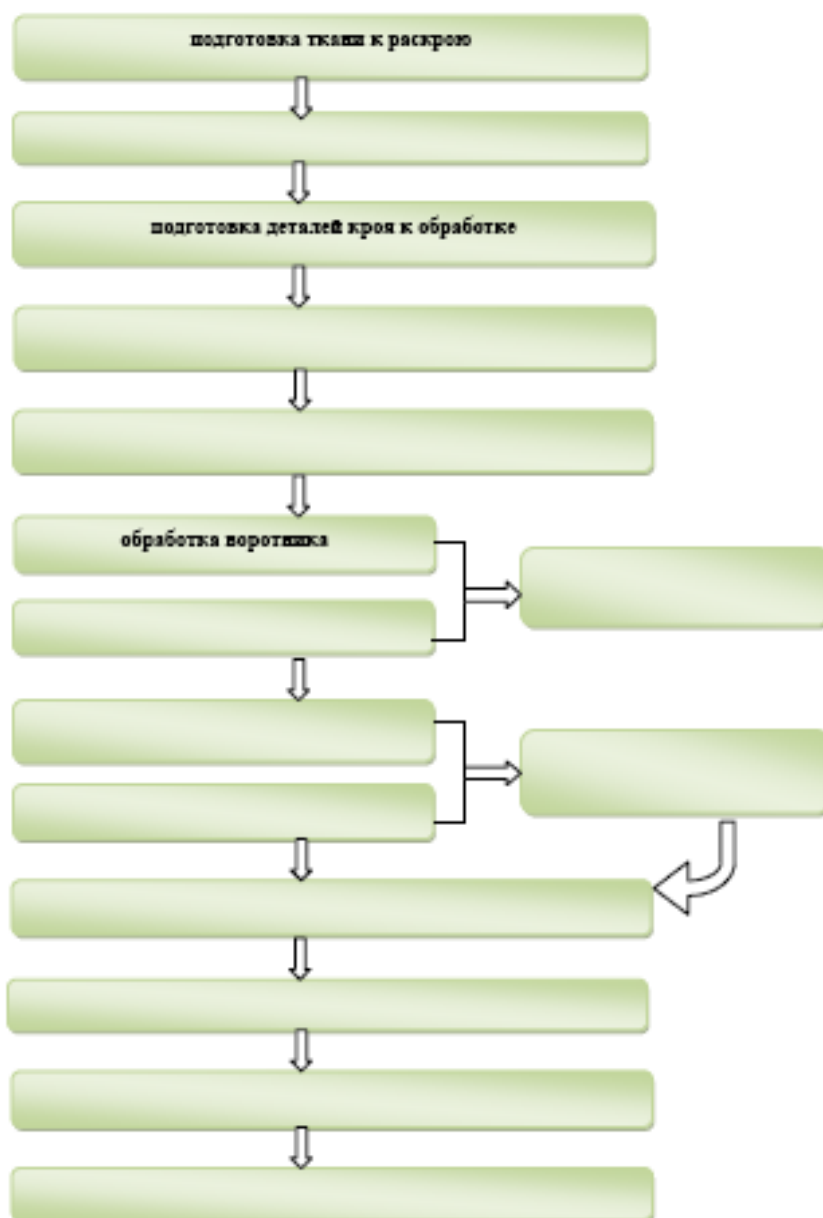 подготовка ткани к раскрою
подготовка деталей кроя к обработке
обработка воротника